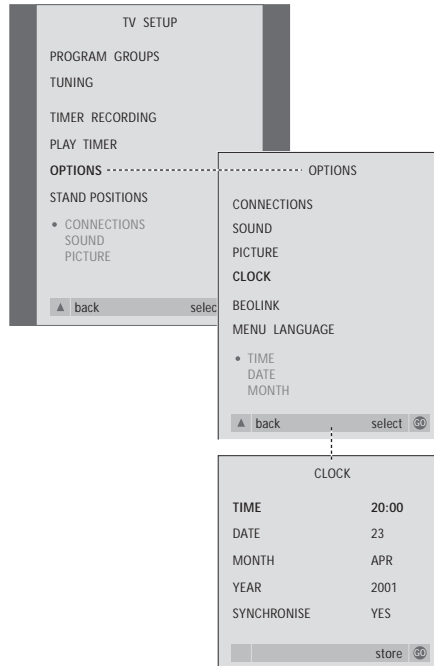 TV SETUP
PROGRAM GROUPS
TUNING
TIMER RECORDING
PLAY TIMER
OPTIONS
STAND POSITIONS
• CONNECTIONS
SOUND
PICTURE
▲ back selec
OPTIONS
CONNECTIONS
SOUND
PICTURE
CLOCK
BEOLINK
MENU LANGUAGE
• TIME
DATE
MONTH
▲ back select GO
CLOCK
TIME 20:00
DATE 23
MONTH APR
YEAR 2001
SYNCHRONISE YES
store GO